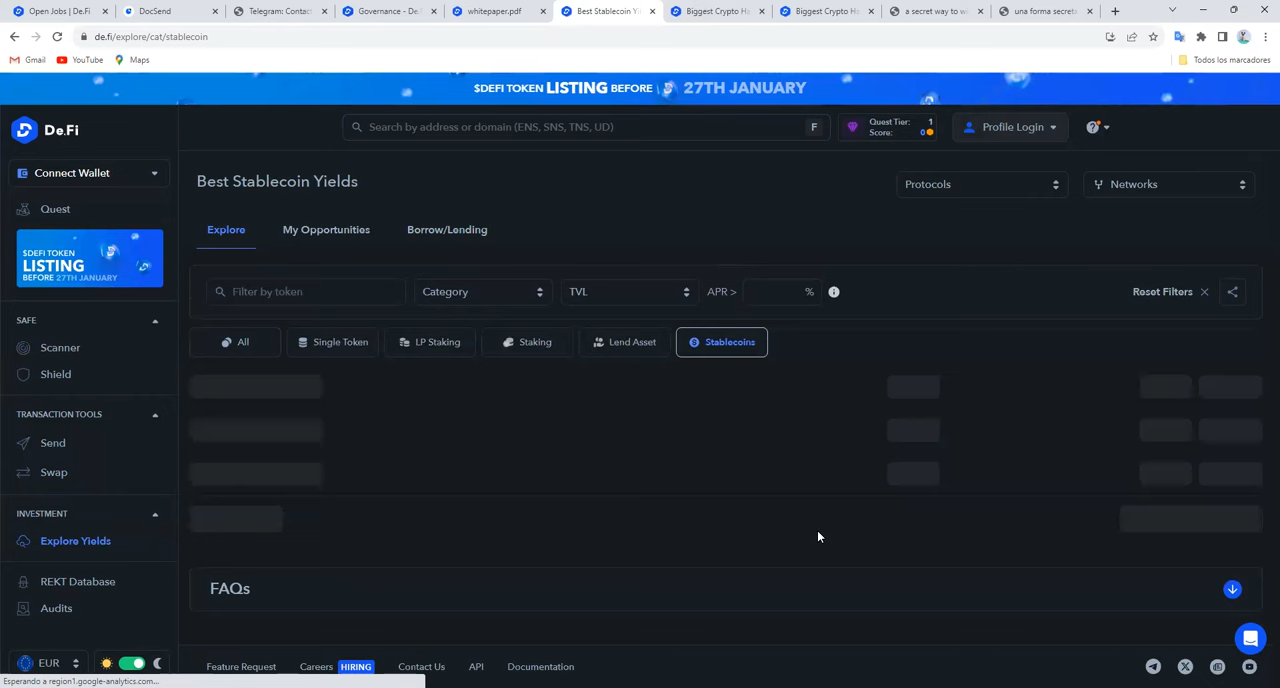 Open Jobs | De.Fi
DocSend
Telegram: Contac
Governance - De.
whitepaper.pdf
Best Stablecoin Yi
Biggest Crypto Ha
Biggest Crypto Ha
a secret way to wi
una forma secreta
de.fi/explore/cat/stablecoin
Gmail
YouTube
Maps
Todos los marcadores
$DEFI TOKEN LISTING BEFORE 27TH JANUARY
De.Fi
Search by address or domain (ENS, SNS, TNS, UD)
F
Quest Tier: 1
Score: 0
Profile Login
?
Connect Wallet
Quest
$DEFI TOKEN
LISTING
BEFORE 27TH JANUARY
SAFE
Scanner
Shield
TRANSACTION TOOLS
Send
Swap
INVESTMENT
Explore Yields
REKT Database
Audits
EUR
Best Stablecoin Yields
Protocols
Networks
Explore
My Opportunities
Borrow/Lending
Filter by token
Category
TVL
APR >
%
Reset Filters
All
Single Token
LP Staking
Staking
Lend Asset
Stablecoins
FAQs
Feature Request
Careers HIRING
Contact Us
API
Documentation
Esperando a region1.google-analytics.com...